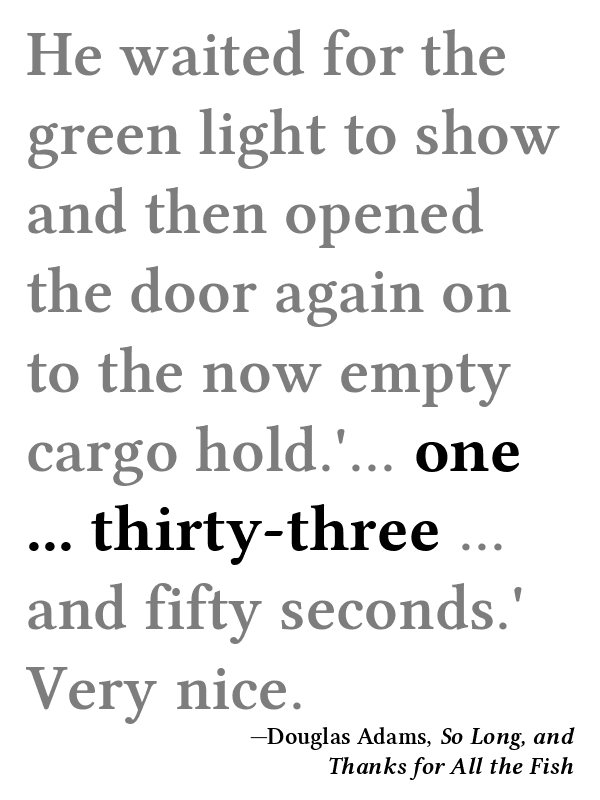 He waited for the
green light to show
and then opened
the door again on
to the now empty
cargo hold.'... one
... thirty-three ...
and fifty seconds.'
Very nice.
—Douglas Adams, So Long, and
Thanks for All the Fish